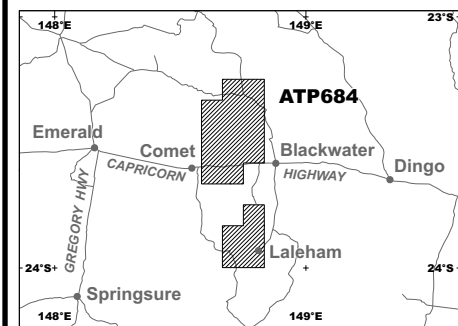 148°E
149°E
23°S
ATP684
Emerald
Comet
Blackwater
CAPRICORN
HIGHWAY
Dingo
GREGORY HWY
Laleham
24°S
24°S
Springsure
148°E
149°E